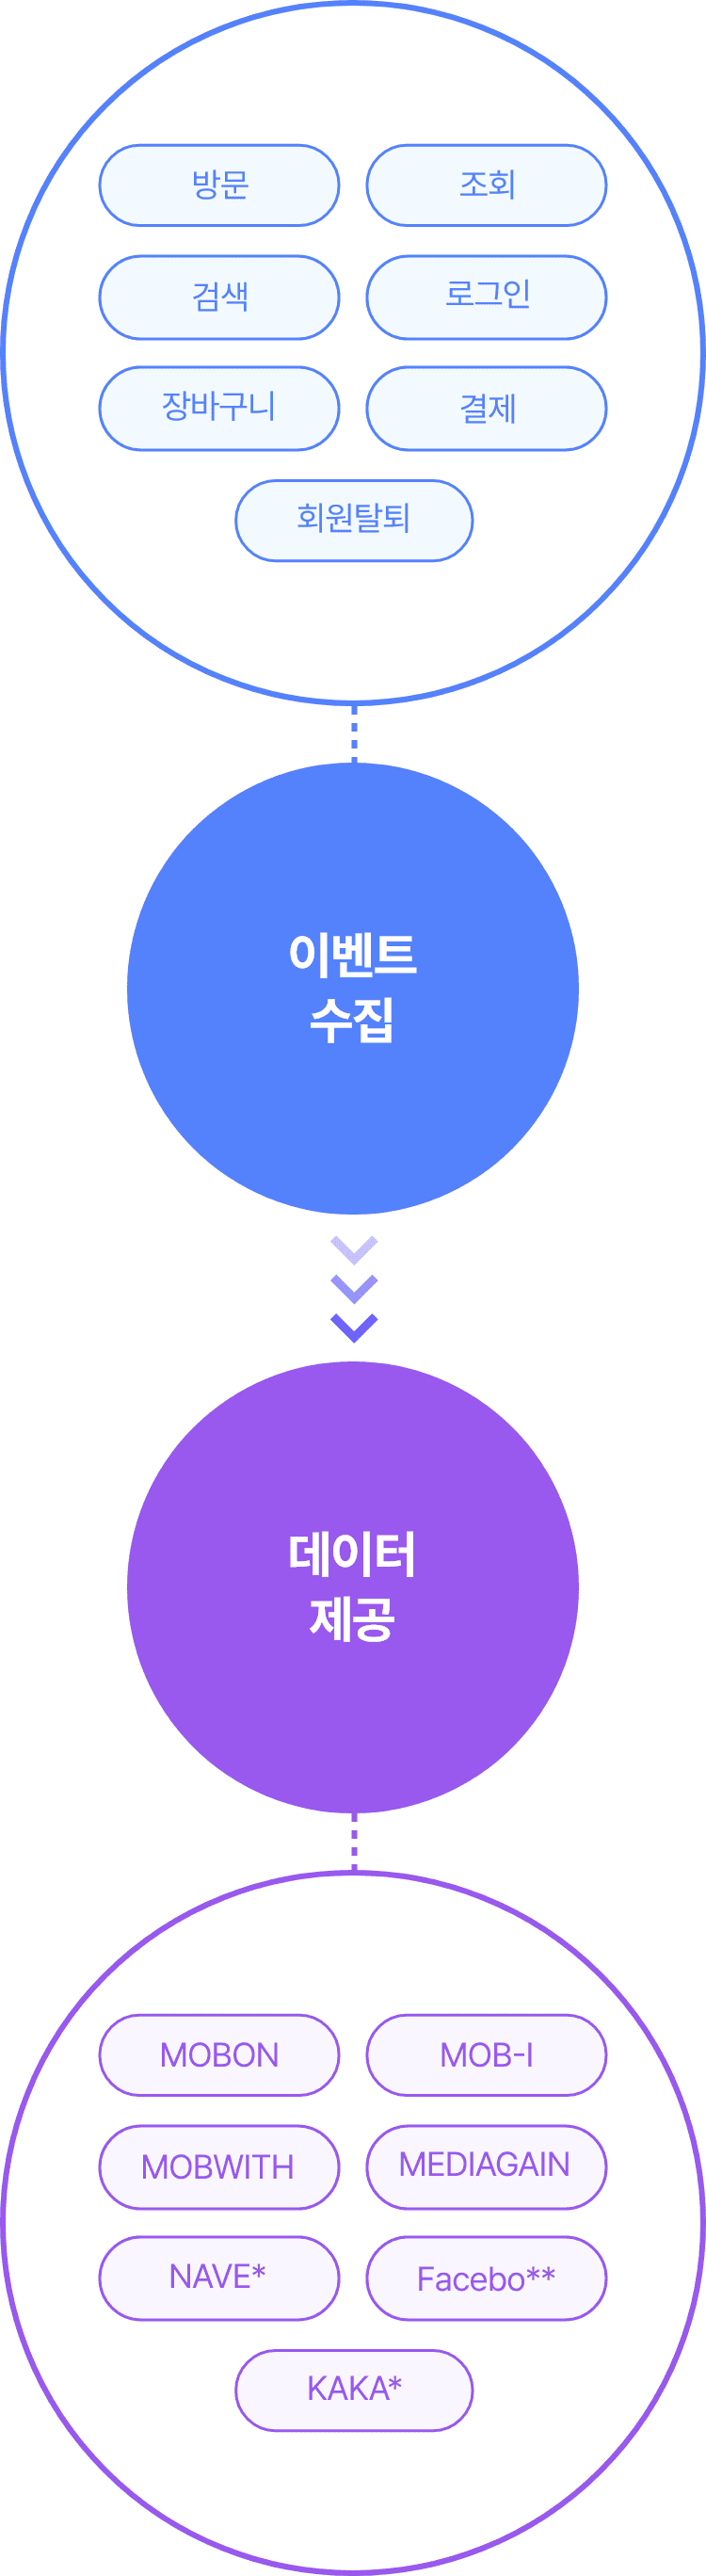 방문
조회
검색
로그인
장바구니
결제
회원탈퇴
이벤트
수집
데이터
제공
MOBON
MOB-I
MOBWITH
MEDIAGAIN
NAVE*
Facebo**
KAKA*